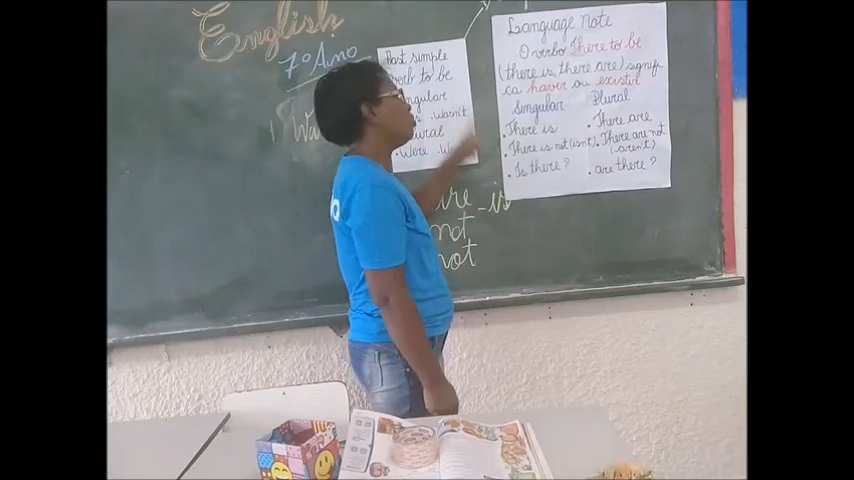 English
7º Ano
Past simple
verb to be
wasn't
Were
Language Note
O verbo There to be
(there is, there are) signifi
ca haver ou existir
Singular
Plural
• There is
• There are
• There is not (isn't)
• There are not
(aren't)
• Is there?
• are there?
- is
not
not